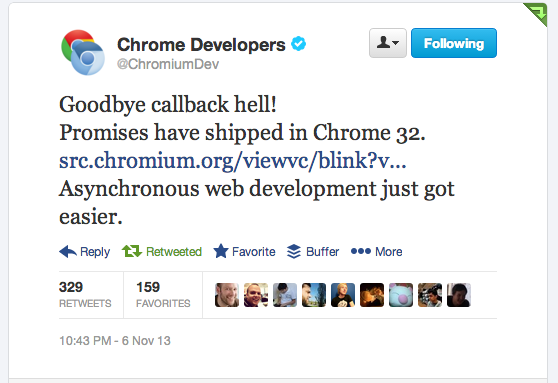 Chrome Developers
@ChromiumDev
Following
Goodbye callback hell!
Promises have shipped in Chrome 32.
src.chromium.org/viewvc/blink?v...
Asynchronous web development just got
easier.
Reply Retweeted Favorite Buffer More
329 159
RETWEETS FAVORITES
10:43 PM - 6 Nov 13